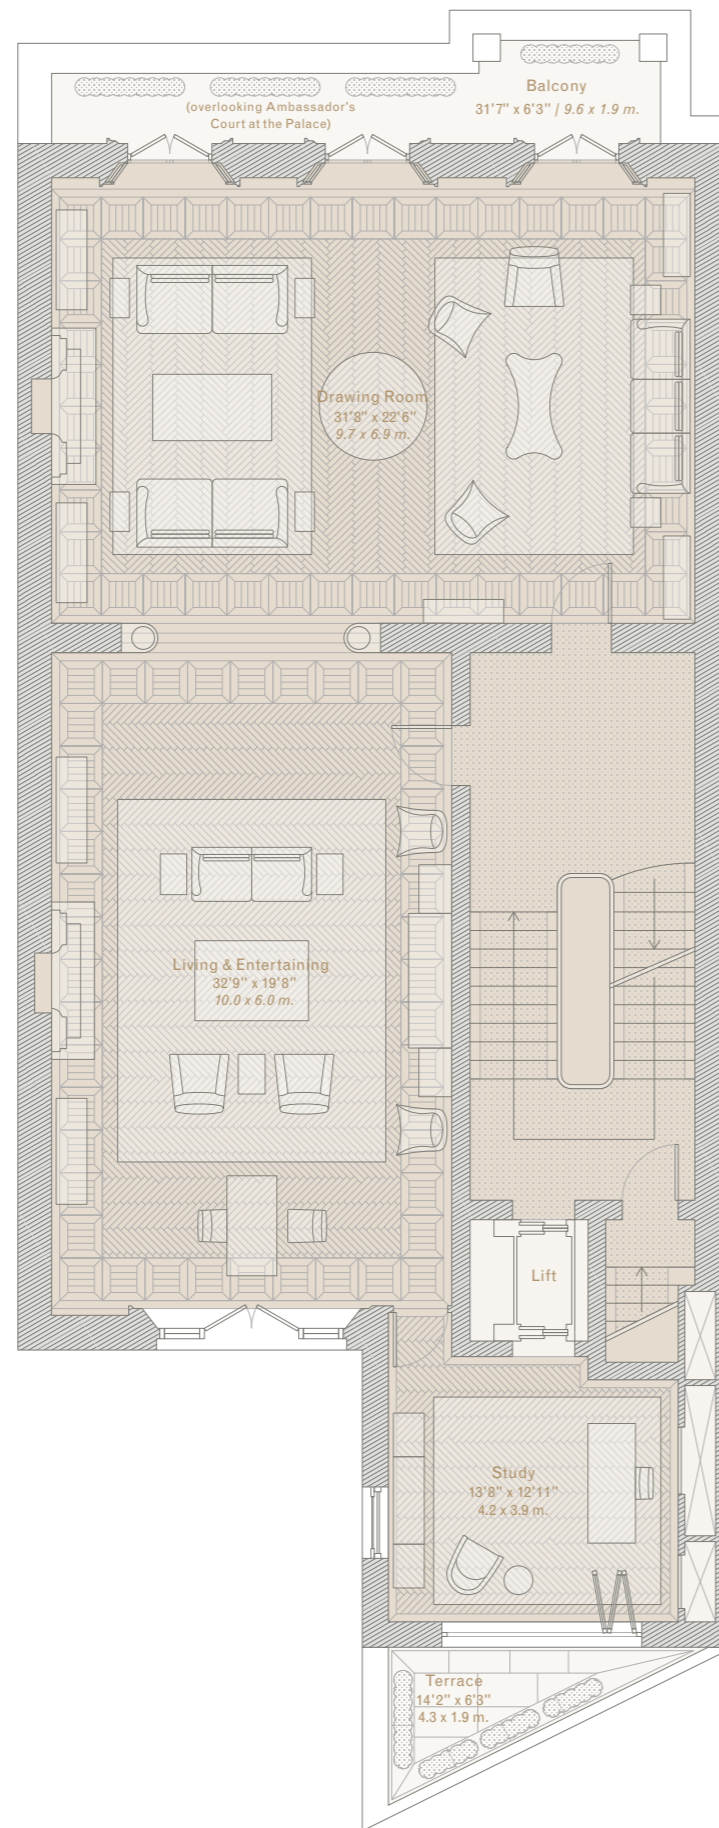 Balcony
31'7" x 6'3" | 9.6 x 1.9 m.
(overlooking Ambassador's
Court at the Palace)
Drawing Room
31'8" x 22'6"
9.7 x 6.9 m.
Living & Entertaining
32'9" x 19'8"
10.0 x 6.0 m.
Lift
Study
13'8" x 12'11"
4.2 x 3.9 m.
Terrace
14'2" x 6'3"
4.3 x 1.9 m.